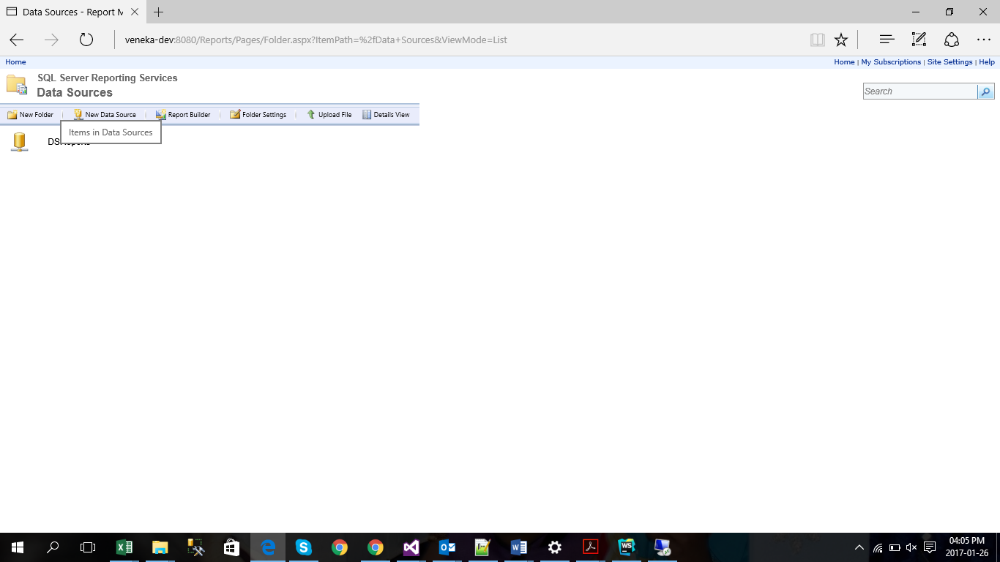 Data Sources - Report M
veneka-dev:8080/Reports/Pages/Folder.aspx?ItemPath=%2fData+Sources&ViewMode=List
Home
Home | My Subscriptions | Site Settings | Help
SQL Server Reporting Services
Data Sources
Search
New Folder New Data Source Report Builder Folder Settings Upload File Details View
Items in Data Sources
04:05 PM
2017-01-26